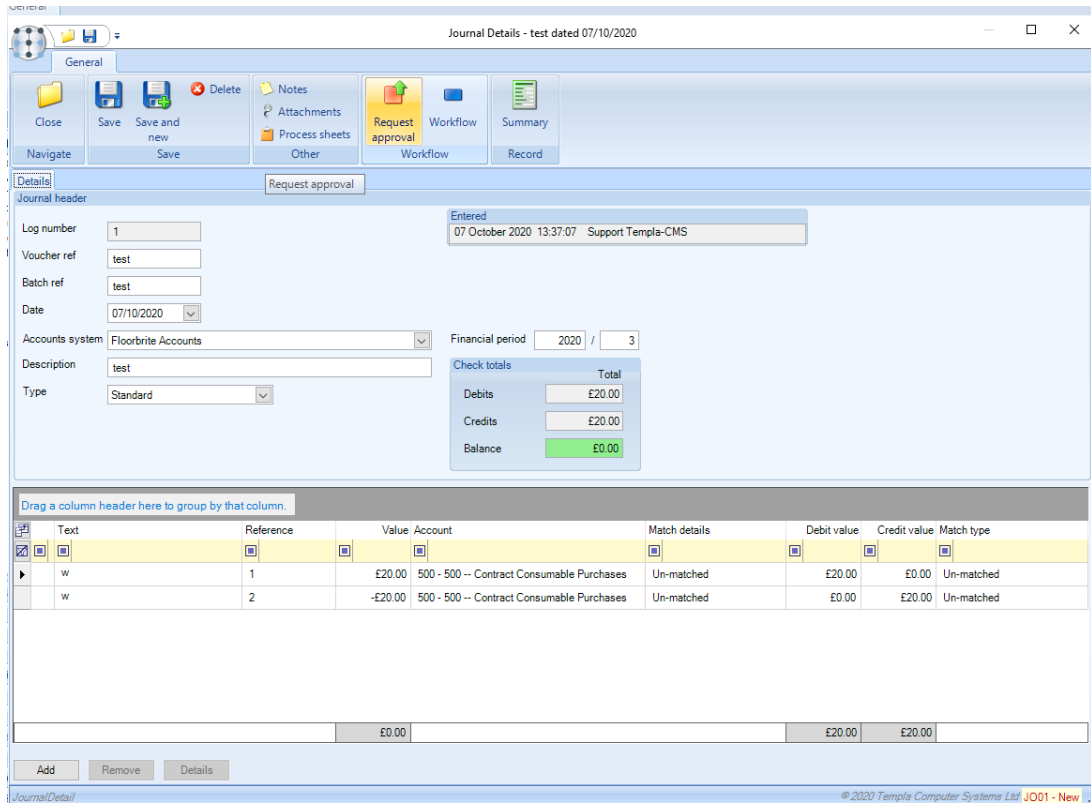 General
Journal Details - test dated 07/10/2020
General
Close
Save
Save and new
Delete
Notes
Attachments
Process sheets
Request approval
Workflow
Summary
Navigate
Save
Other
Workflow
Record
Details
Request approval
Journal header
Log number 1
Entered
07 October 2020 13:37:07 Support Templa-CMS
Voucher ref test
Batch ref test
Date 07/10/2020
Accounts system Floorbrite Accounts
Financial period 2020 / 3
Description test
Type Standard
Check totals
Total
Debits £20.00
Credits £20.00
Balance £0.00
Drag a column header here to group by that column.
Text Reference Value Account Match details Debit value Credit value Match type
w 1 £20.00 500 - 500 -- Contract Consumable Purchases Un-matched £20.00 £0.00 Un-matched
w 2 -£20.00 500 - 500 -- Contract Consumable Purchases Un-matched £0.00 £20.00 Un-matched
£0.00 £20.00 £20.00
Add Remove Details
JournalDetail © 2020 Templa Computer Systems Ltd JO01 - New